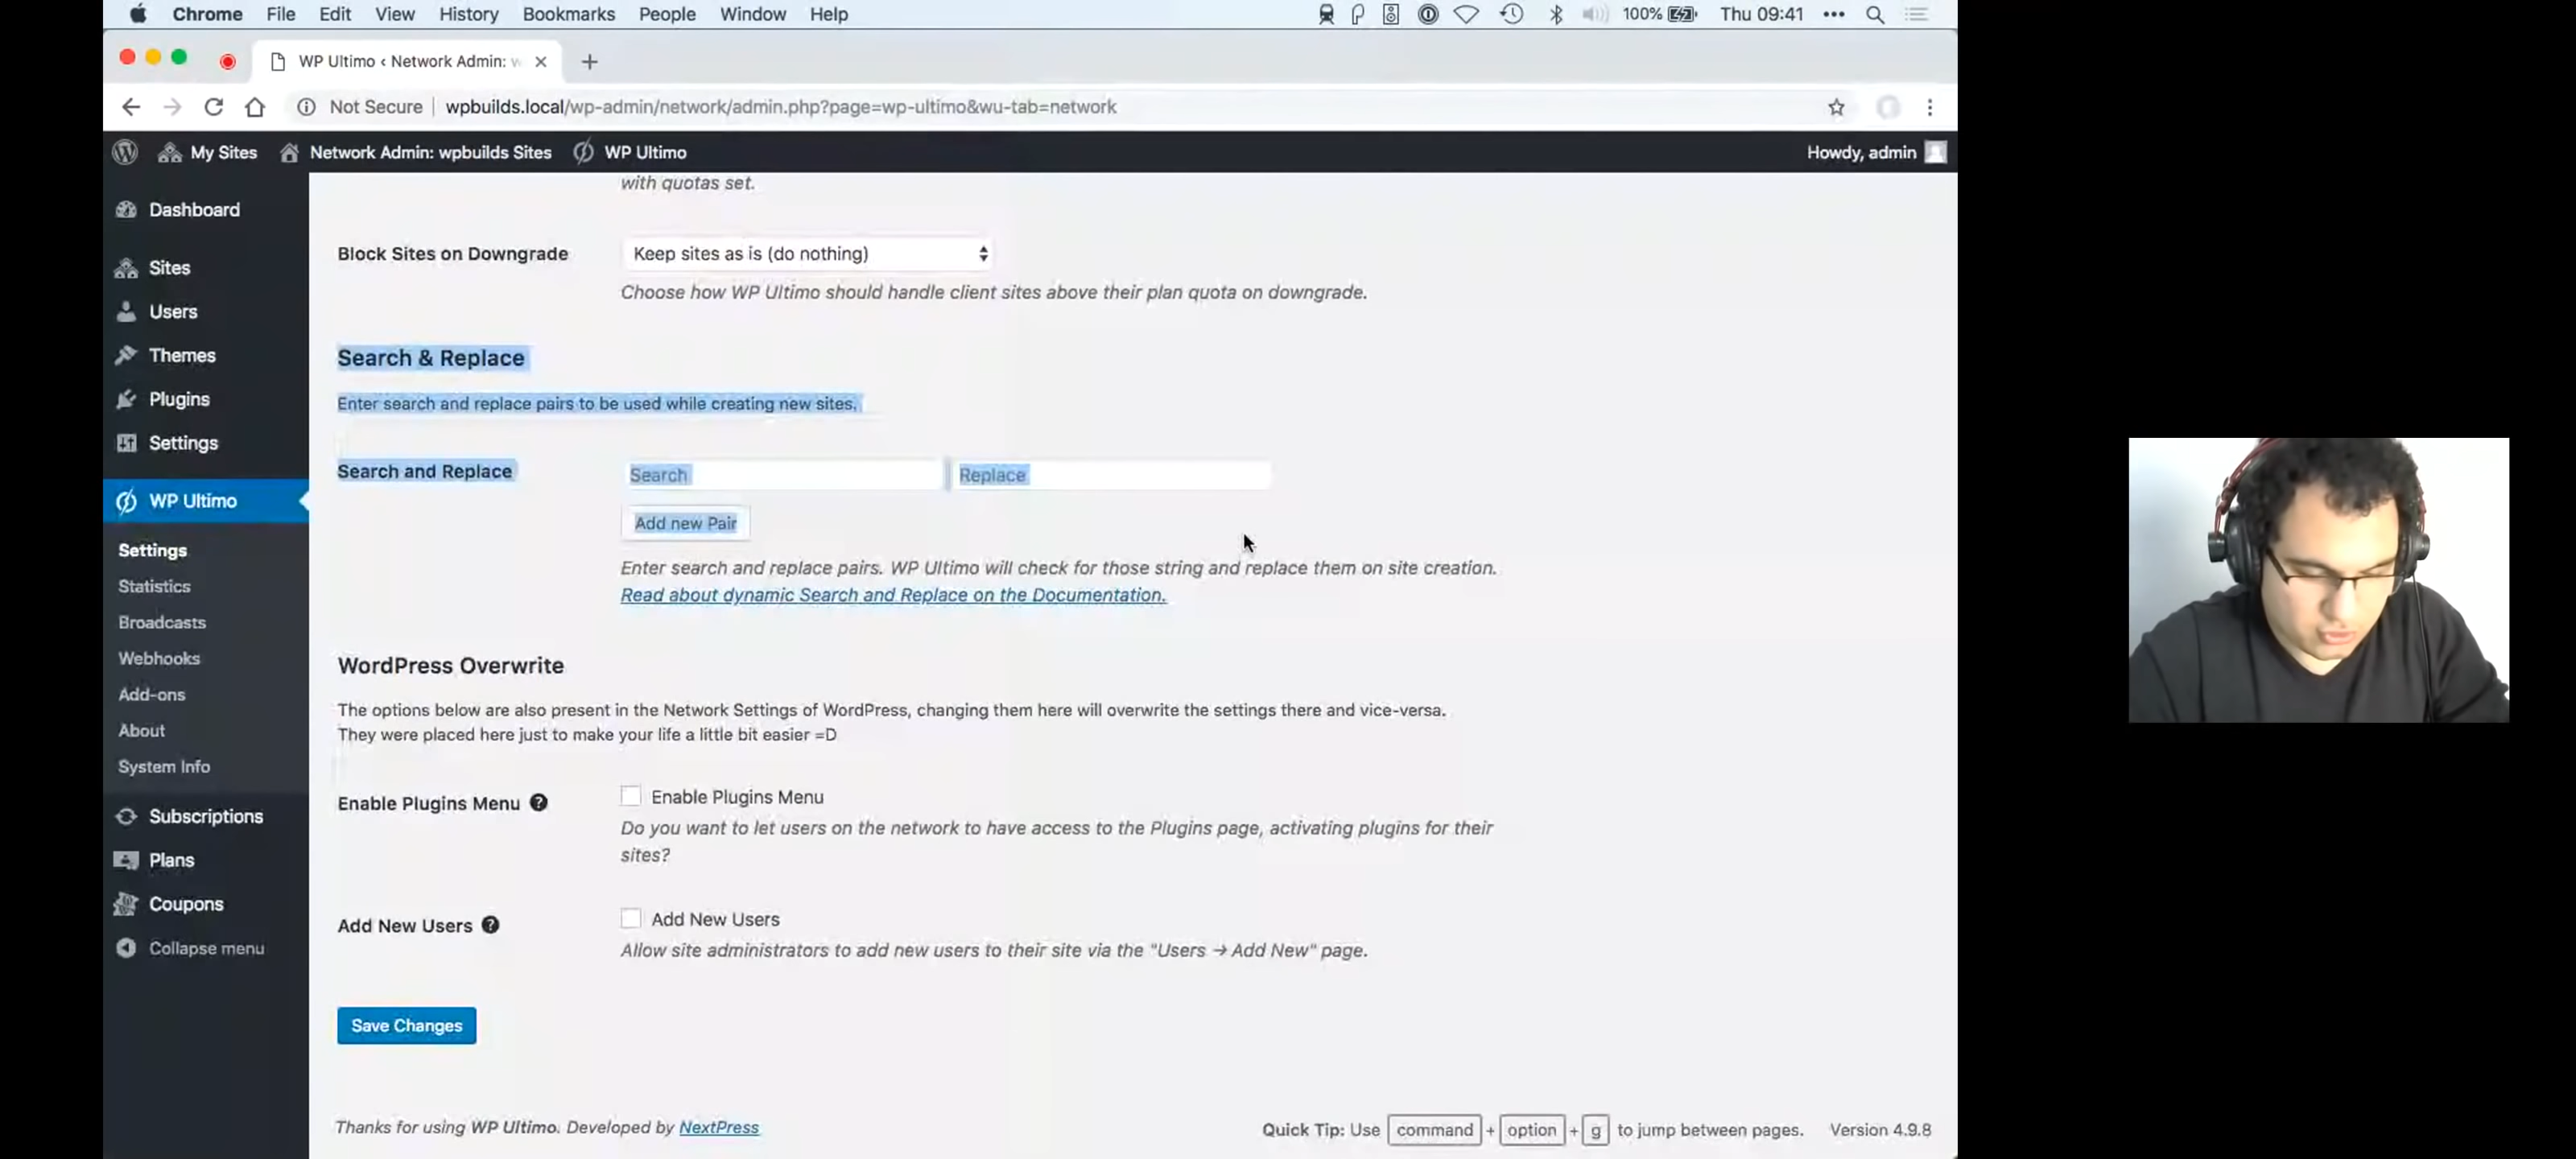 Chrome File Edit View History Bookmarks People Window Help 100% Thu 09:41
WP Ultimo ‹ Network Admin: w
Not Secure | wpbuilds.local/wp-admin/network/admin.php?page=wp-ultimo&wu-tab=network
My Sites Network Admin: wpbuilds Sites WP Ultimo Howdy, admin
Dashboard
Sites
Users
Themes
Plugins
Settings
WP Ultimo
Settings
Statistics
Broadcasts
Webhooks
Add-ons
About
System Info
Subscriptions
Plans
Coupons
Collapse menu
with quotas set.
Block Sites on Downgrade Keep sites as is (do nothing)
Choose how WP Ultimo should handle client sites above their plan quota on downgrade.
Search & Replace
Enter search and replace pairs to be used while creating new sites.
Search and Replace Search Replace
Add new Pair
Enter search and replace pairs. WP Ultimo will check for those string and replace them on site creation.
Read about dynamic Search and Replace on the Documentation.
WordPress Overwrite
The options below are also present in the Network Settings of WordPress, changing them here will overwrite the settings there and vice-versa.
They were placed here just to make your life a little bit easier =D
Enable Plugins Menu ? Enable Plugins Menu
Do you want to let users on the network to have access to the Plugins page, activating plugins for their
sites?
Add New Users ? Add New Users
Allow site administrators to add new users to their site via the "Users → Add New" page.
Save Changes
Thanks for using WP Ultimo. Developed by NextPress Quick Tip: Use command + option + g to jump between pages. Version 4.9.8